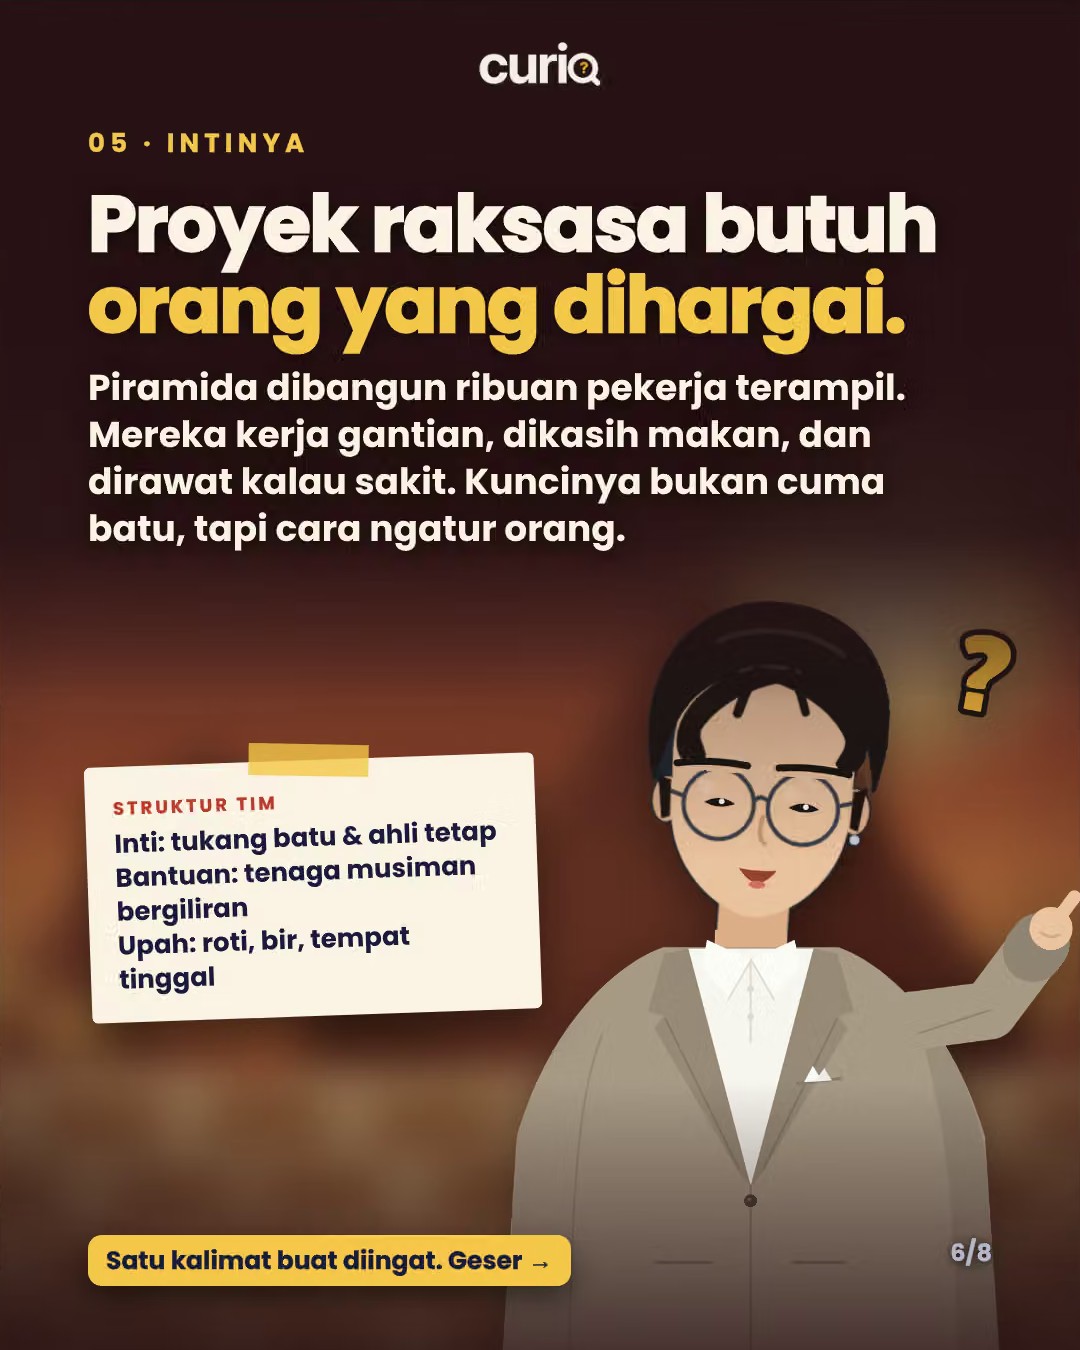 curio
05 · INTINYA
Proyek raksasa butuh
orang yang dihargai.
Piramida dibangun ribuan pekerja terampil.
Mereka kerja gantian, dikasih makan, dan
dirawat kalau sakit. Kuncinya bukan cuma
batu, tapi cara ngatur orang.
?
STRUKTUR TIM
Inti: tukang batu & ahli tetap
Bantuan: tenaga musiman
bergiliran
Upah: roti, bir, tempat
tinggal
Satu kalimat buat diingat. Geser →
6/8